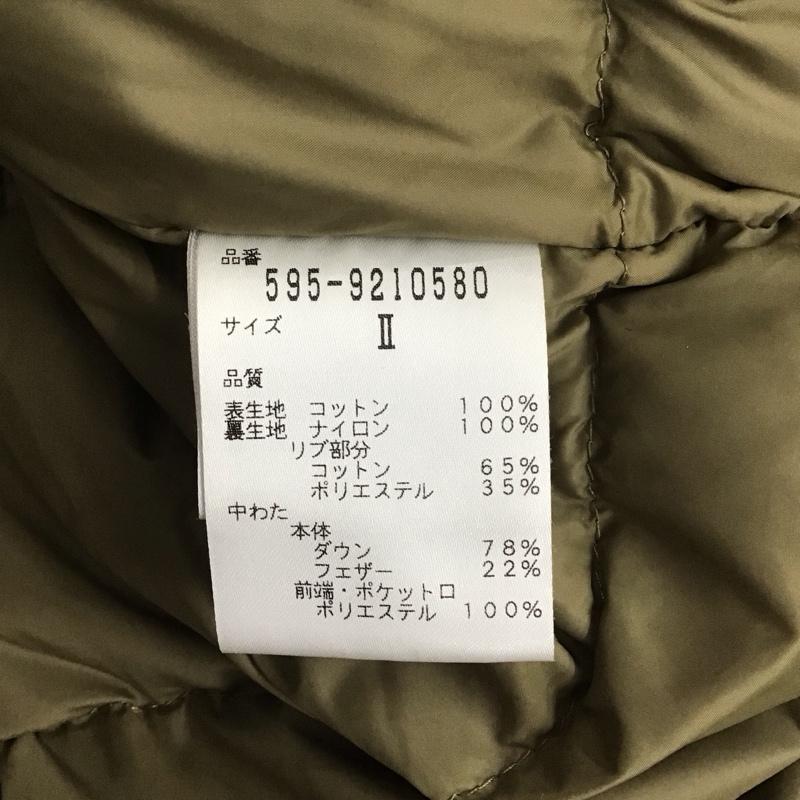 品番
595-9210580
サイズ Ⅱ
品質
表生地 コットン 100%
裏生地 ナイロン 100%
リブ部分
コットン 65%
ポリエステル 35%
中わた
本体
ダウン 78%
フェザー 22%
前端・ポケット口
ポリエステル 100%